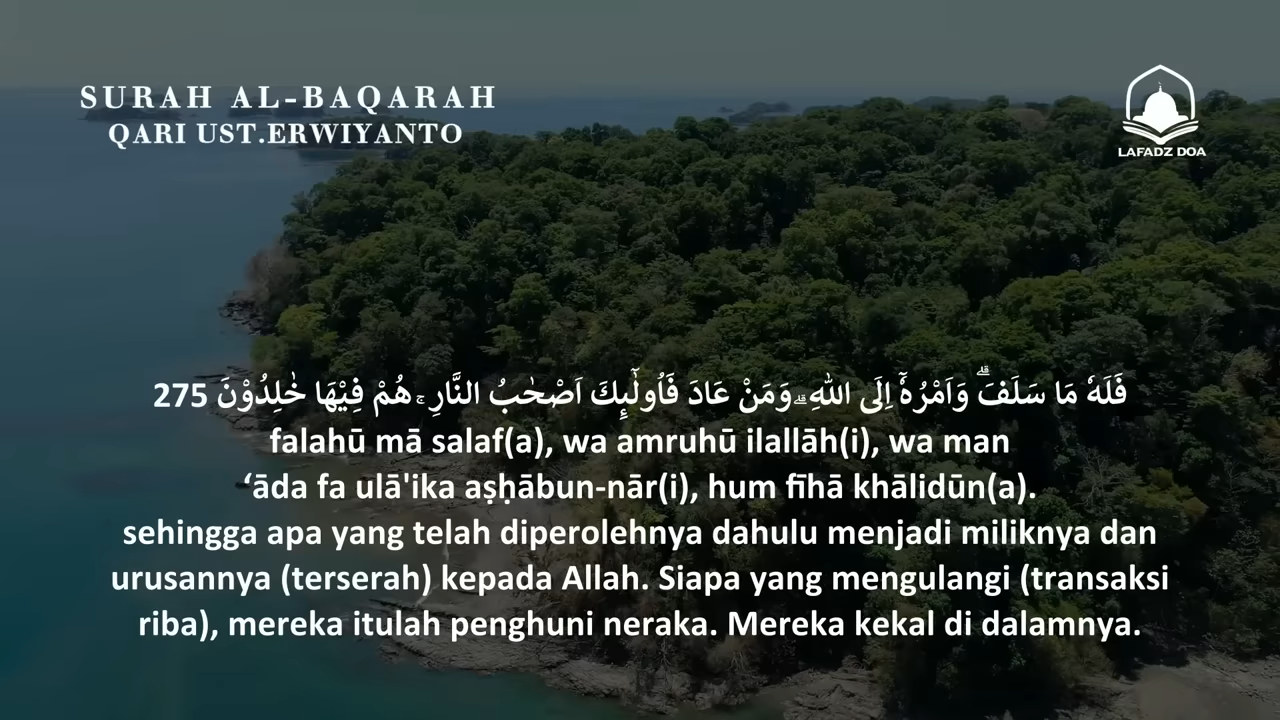 SURAH AL-BAQARAH
QARI UST.ERWIYANTO
LAFADZ DOA
فَلَهٗ مَا سَلَفَۗ وَاَمْرُهٗٓ اِلَى اللّٰهِ ۗوَمَنْ عَادَ فَاُولٰۤىِٕكَ اَصْحٰبُ النَّارِ ۚ هُمْ فِيْهَا خٰلِدُوْنَ 275
falahū mā salaf(a), wa amruhū ilallāh(i), wa man
‘āda fa ulā'ika aṣḥābun-nār(i), hum fīhā khālidūn(a).
sehingga apa yang telah diperolehnya dahulu menjadi miliknya dan
urusannya (terserah) kepada Allah. Siapa yang mengulangi (transaksi
riba), mereka itulah penghuni neraka. Mereka kekal di dalamnya.